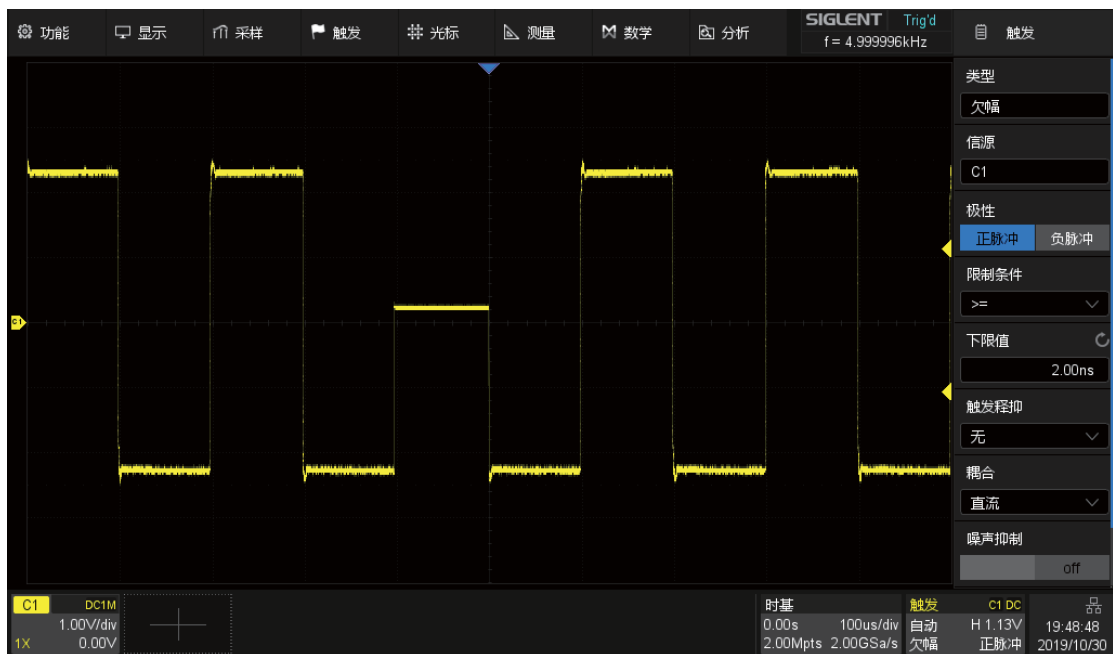 功能 显示 采样 触发 光标 测量 数学 分析
SIGLENT Trig'd
f = 4.999996kHz
触发
类型
欠幅
信源
C1
极性
正脉冲 负脉冲
限制条件
>=
下限值
2.00ns
触发释抑
无
耦合
直流
噪声抑制
off
C1
C1 DC1M
1.00V/div
1X 0.00V
时基
0.00s 100us/div
2.00Mpts 2.00GSa/s
触发 C1 DC
自动 H 1.13V
欠幅 正脉冲
19:48:48
2019/10/30